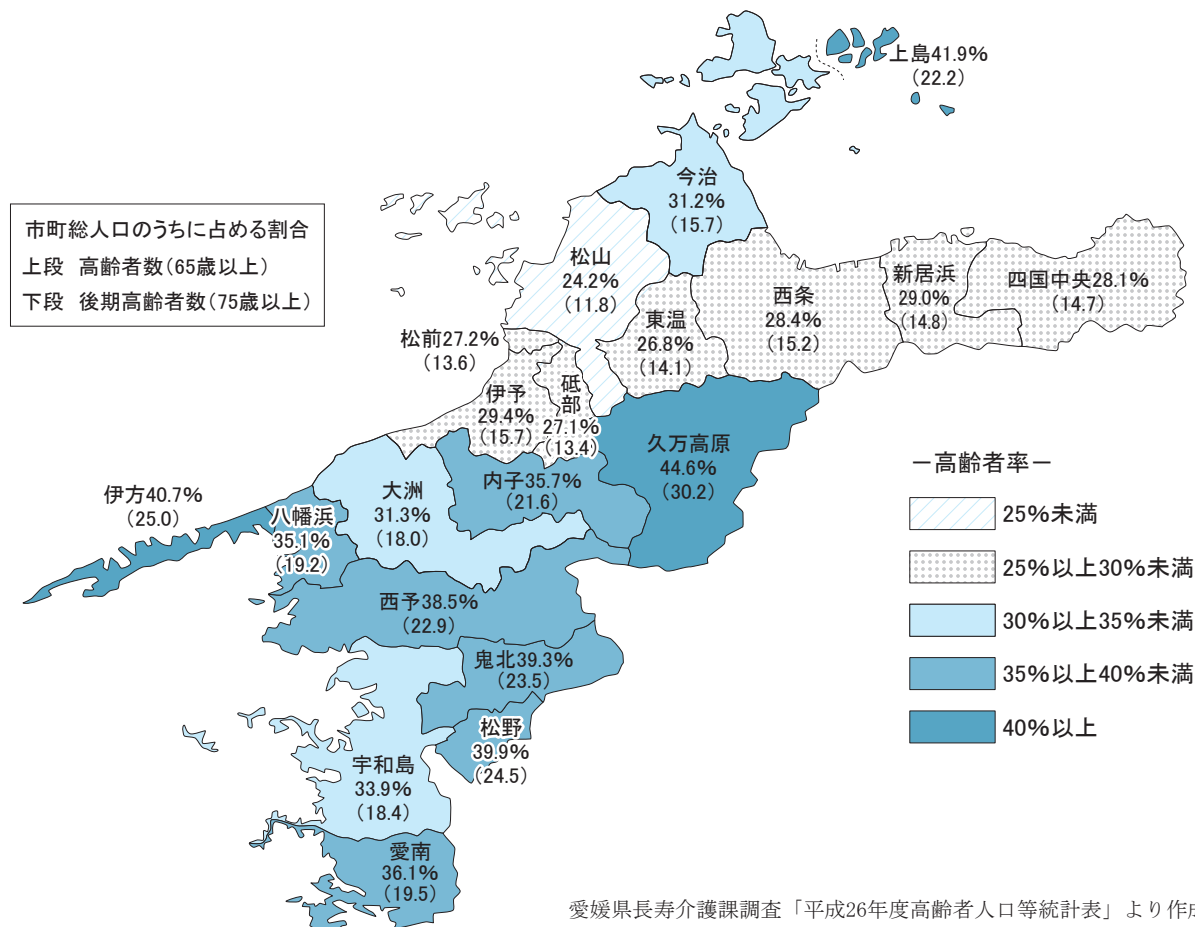 上島41.9%
(22.2)
今治
31.2%
(15.7)
市町総人口のうちに占める割合
上段 高齢者数(65歳以上)
下段 後期高齢者数(75歳以上)
松山
24.2%
(11.8)
新居浜
29.0%
(14.8)
四国中央28.1%
(14.7)
西条
28.4%
(15.2)
東温
26.8%
(14.1)
松前27.2%
(13.6)
伊予
29.4%
(15.7)
砥部
27.1%
(13.4)
久万高原
44.6%
(30.2)
内子35.7%
(21.6)
大洲
31.3%
(18.0)
伊方40.7%
(25.0)
八幡浜
35.1%
(19.2)
西予38.5%
(22.9)
鬼北39.3%
(23.5)
松野
39.9%
(24.5)
宇和島
33.9%
(18.4)
愛南
36.1%
(19.5)
−高齢者率−
25%未満
25%以上30%未満
30%以上35%未満
35%以上40%未満
40%以上
愛媛県長寿介護課調査「平成26年度高齢者人口等統計表」より作成